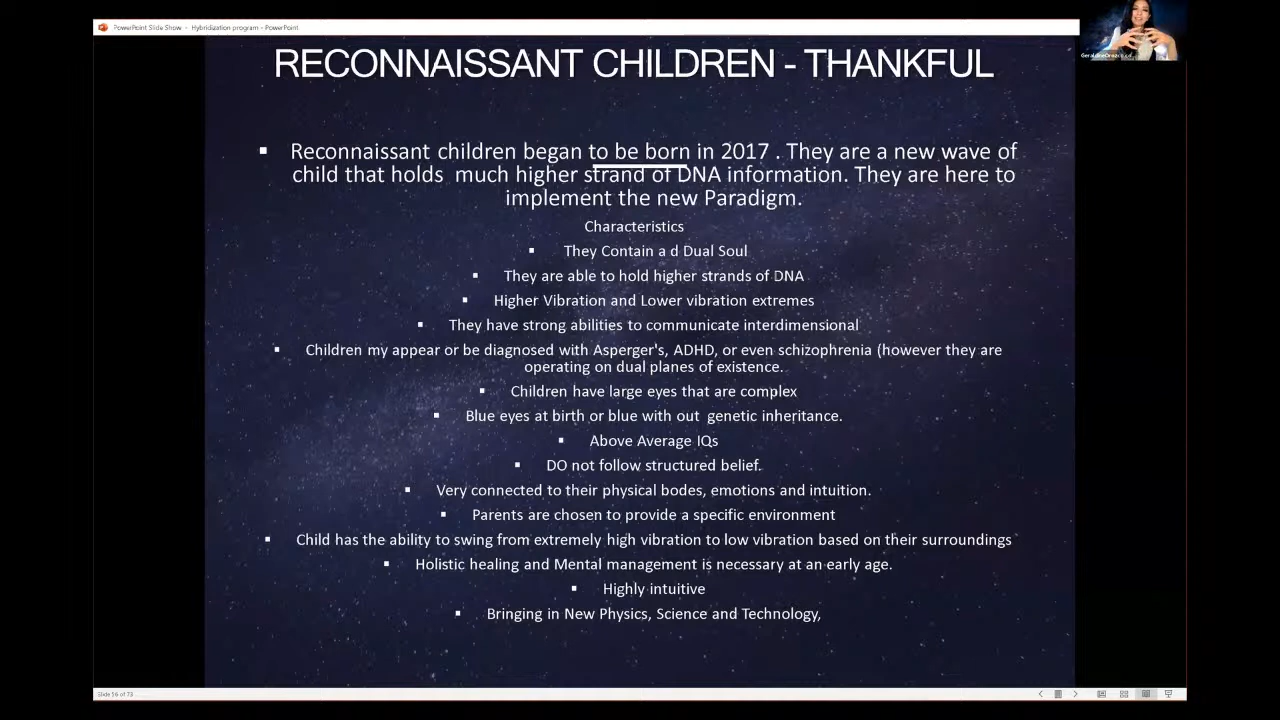 PowerPoint Slide Show - Hybridization program - PowerPoint
RECONNAISSANT CHILDREN - THANKFUL
▪ Reconnaissant children began to be born in 2017 . They are a new wave of
child that holds much higher strand of DNA information. They are here to
implement the new Paradigm.
Characteristics
▪ They Contain a d Dual Soul
▪ They are able to hold higher strands of DNA
▪ Higher Vibration and Lower vibration extremes
▪ They have strong abilities to communicate interdimensional
▪ Children my appear or be diagnosed with Asperger's, ADHD, or even schizophrenia (however they are
operating on dual planes of existence.
▪ Children have large eyes that are complex
▪ Blue eyes at birth or blue with out genetic inheritance.
▪ Above Average IQs
▪ DO not follow structured belief.
▪ Very connected to their physical bodes, emotions and intuition.
▪ Parents are chosen to provide a specific environment
▪ Child has the ability to swing from extremely high vibration to low vibration based on their surroundings
▪ Holistic healing and Mental management is necessary at an early age.
▪ Highly intuitive
▪ Bringing in New Physics, Science and Technology,
Slide 56 of 73